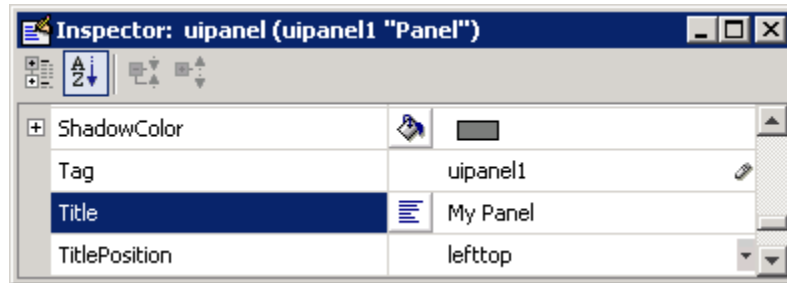 Inspector: uipanel (uipanel1 "Panel")
A
Z
ShadowColor
Tag uipanel1
Title My Panel
TitlePosition lefttop